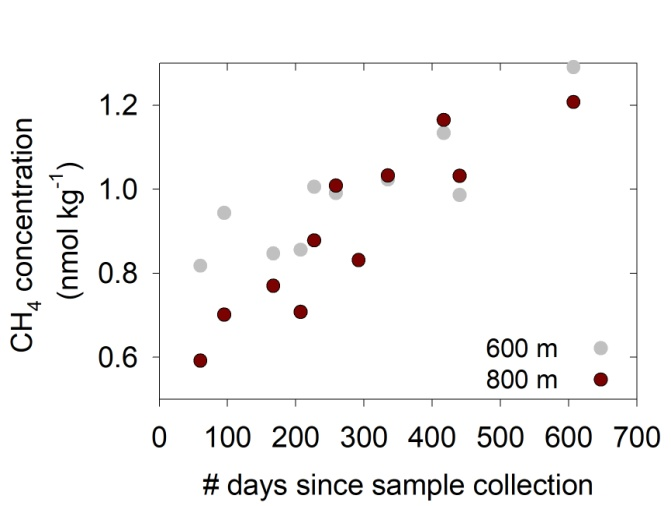 1.2
1.0
0.8
0.6
CH4 concentration
(nmol kg-1)
600 m
800 m
0 100 200 300 400 500 600 700
# days since sample collection